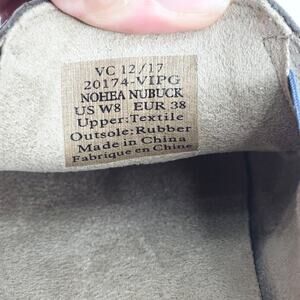 VC 12/17
20174-VIPG
NOHEA NUBUCK
US W8 EUR 38
Upper:Textile
Outsole:Rubber
Made in China
Fabrique en Chine